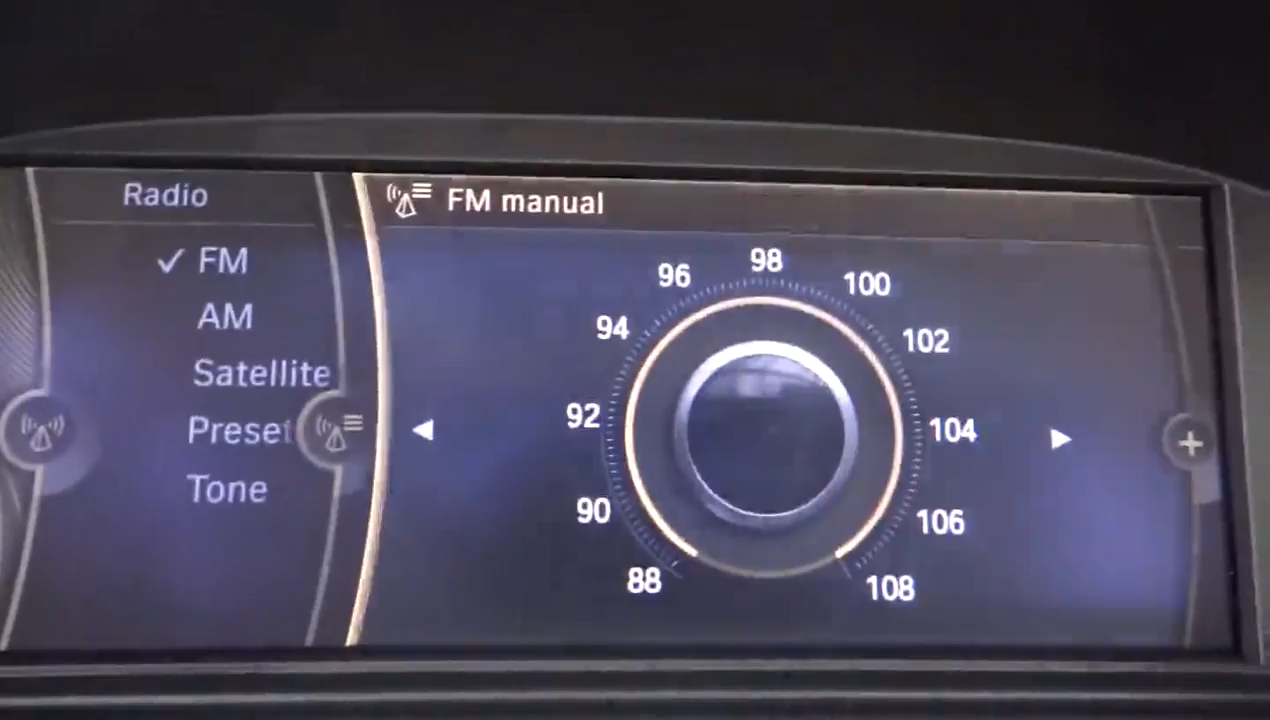 Radio
✓ FM
AM
Satellite
Preset
Tone
FM manual
88
90
92
94
96
98
100
102
104
106
108
+